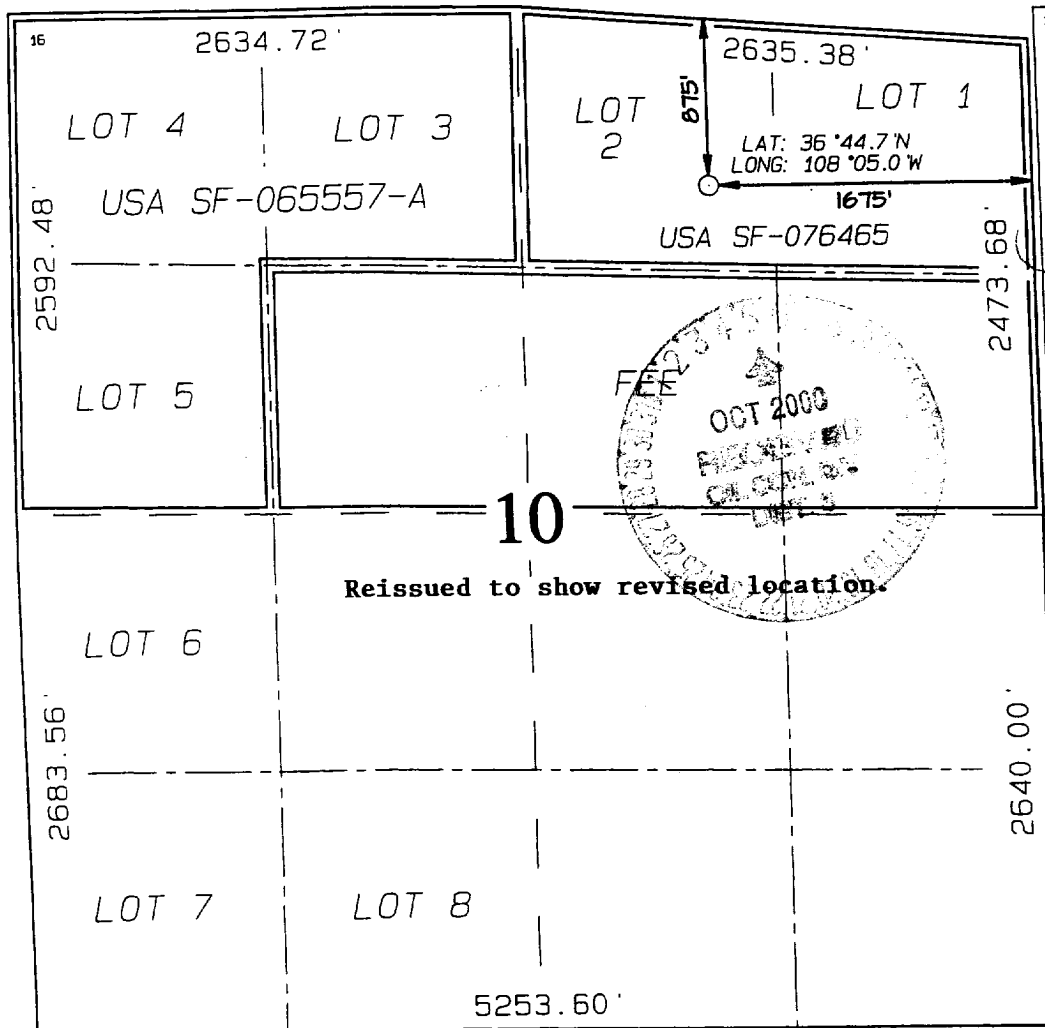 16
2634.72'
2635.38'
LOT 4
LOT 3
LOT
2
875'
LOT 1
LAT: 36°44.7'N
LONG: 108°05.0'W
1675'
USA SF-065557-A
USA SF-076465
2592.48'
2473.68'
LOT 5
FEE
OCT 2000
10
Reissued to show revised location.
LOT 6
2683.56'
2640.00'
LOT 7
LOT 8
5253.60'